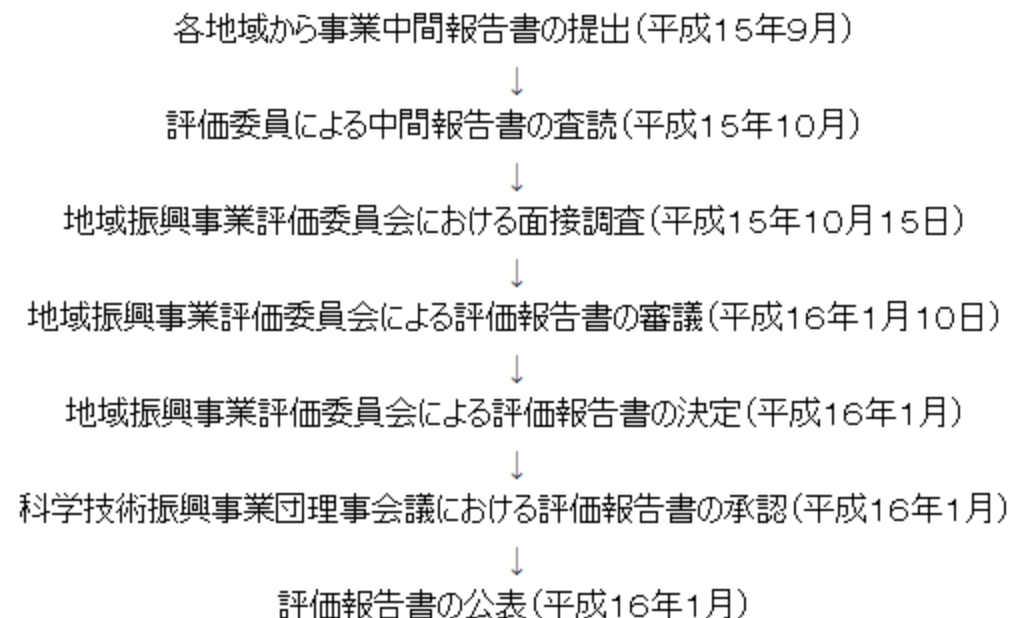 各地域から事業中間報告書の提出（平成１５年９月）
↓
評価委員による中間報告書の査読（平成１５年１０月）
↓
地域振興事業評価委員会における面接調査（平成１５年１０月１５日）
↓
地域振興事業評価委員会による評価報告書の審議（平成１６年１月１０日）
↓
地域振興事業評価委員会による評価報告書の決定（平成１６年１月）
↓
科学技術振興事業団理事会議における評価報告書の承認（平成１６年１月）
↓
評価報告書の公表（平成１６年１月）